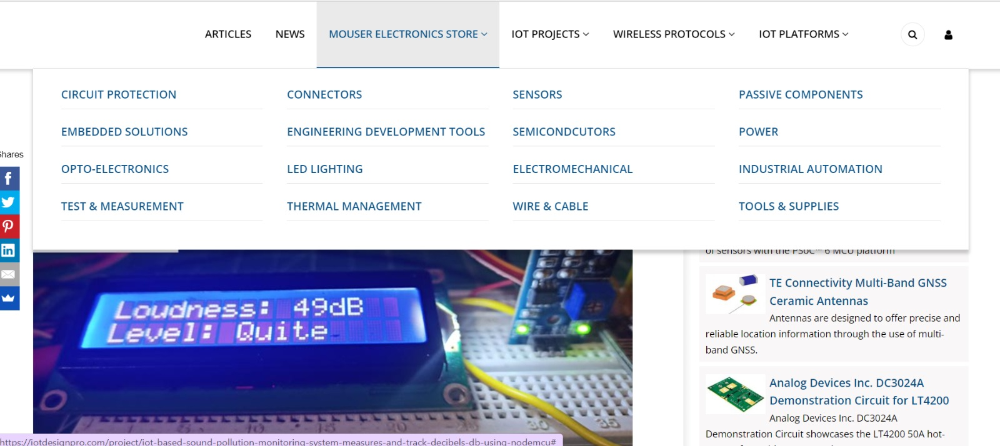 ARTICLES NEWS MOUSER ELECTRONICS STORE IOT PROJECTS WIRELESS PROTOCOLS IOT PLATFORMS
CIRCUIT PROTECTION CONNECTORS SENSORS PASSIVE COMPONENTS
EMBEDDED SOLUTIONS ENGINEERING DEVELOPMENT TOOLS SEMICONDCUTORS POWER
OPTO-ELECTRONICS LED LIGHTING ELECTROMECHANICAL INDUSTRIAL AUTOMATION
TEST & MEASUREMENT THERMAL MANAGEMENT WIRE & CABLE TOOLS & SUPPLIES
Shares
Loudness: 49dB
Level: Quite
10
15
30
35
of sensors with the PSoC™ 6 MCU platform
TE Connectivity Multi-Band GNSS
Ceramic Antennas
Antennas are designed to offer precise and
reliable location information through the use of multi-
band GNSS.
Analog Devices Inc. DC3024A
Demonstration Circuit for LT4200
Analog Devices Inc. DC3024A
Demonstration Circuit showcases the LT4200 50A hot-
https://iotdesignpro.com/project/iot-based-sound-pollution-monitoring-system-measures-and-track-decibels-db-using-nodemcu#